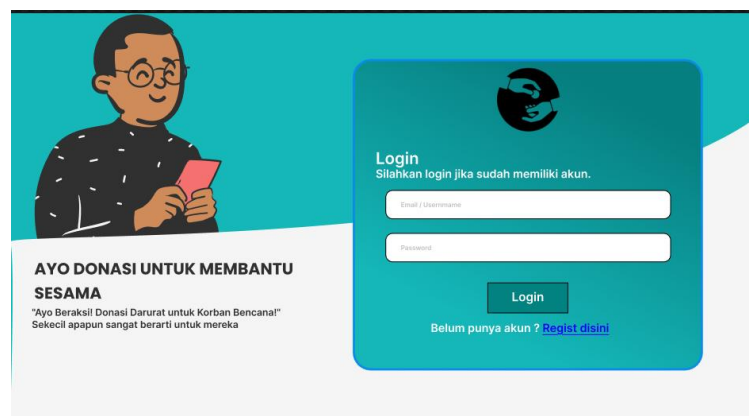 Login
Silahkan login jika sudah memiliki akun.
Email / Usernname
Password
Login
Belum punya akun ? Regist disini
AYO DONASI UNTUK MEMBANTU
SESAMA
"Ayo Beraksi! Donasi Darurat untuk Korban Bencana!"
Sekecil apapun sangat berarti untuk mereka